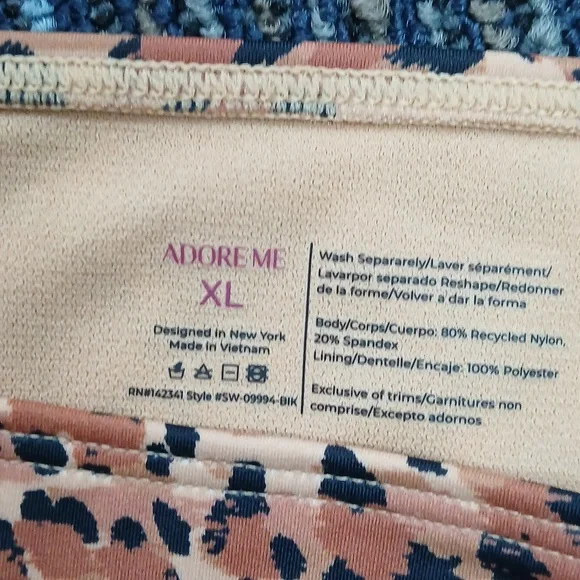 ADORE ME
XL
Designed in New York
Made in Vietnam
RN#142341 Style #SW-09994-BIK
Wash Separarely/Laver séparément/
Lavarpor separado Reshape/Redonner
de la forme/Volver a dar la forma
Body/Corps/Cuerpo: 80% Recycled Nylon,
20% Spandex
Lining/Dentelle/Encaje: 100% Polyester
Exclusive of trims/Garnitures non
comprise/Excepto adornos